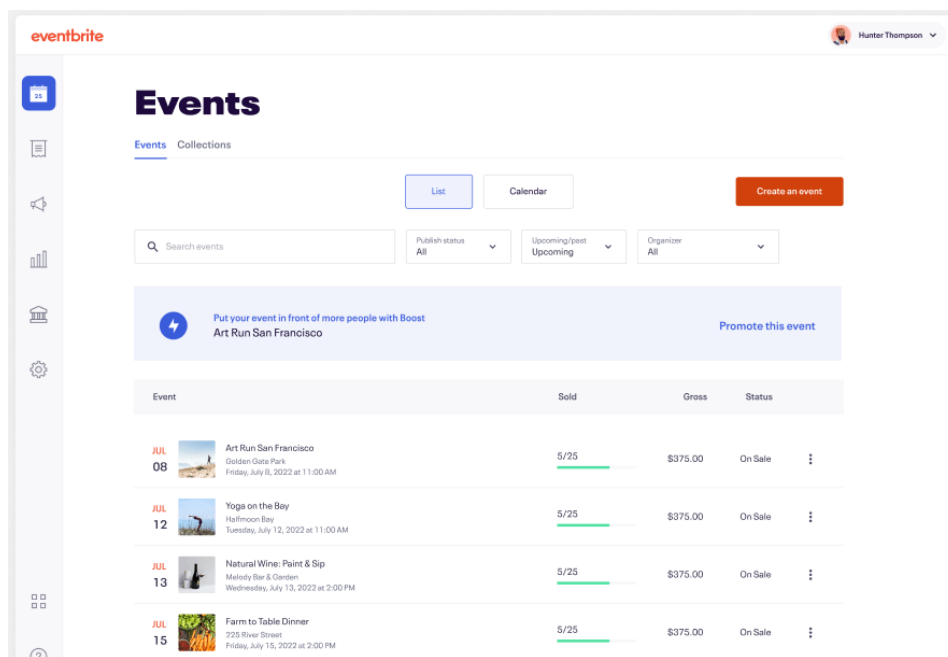 eventbrite
Hunter Thompson
25
Events
Events Collections
List Calendar Create an event
Search events
Publish status
All
Upcoming/past
Upcoming
Organizer
All
Put your event in front of more people with Boost
Art Run San Francisco
Promote this event
Event Sold Gross Status
JUL
08
Art Run San Francisco
Golden Gate Park
Friday, July 8, 2022 at 11:00 AM
5/25 $375.00 On Sale
JUL
12
Yoga on the Bay
Halfmoon Bay
Tuesday, July 12, 2022 at 11:00 AM
5/25 $375.00 On Sale
JUL
13
Natural Wine: Paint & Sip
Melody Bar & Garden
Wednesday, July 13, 2022 at 2:00 PM
5/25 $375.00 On Sale
JUL
15
Farm to Table Dinner
225 River Street
Friday, July 15, 2022 at 2:00 PM
5/25 $375.00 On Sale